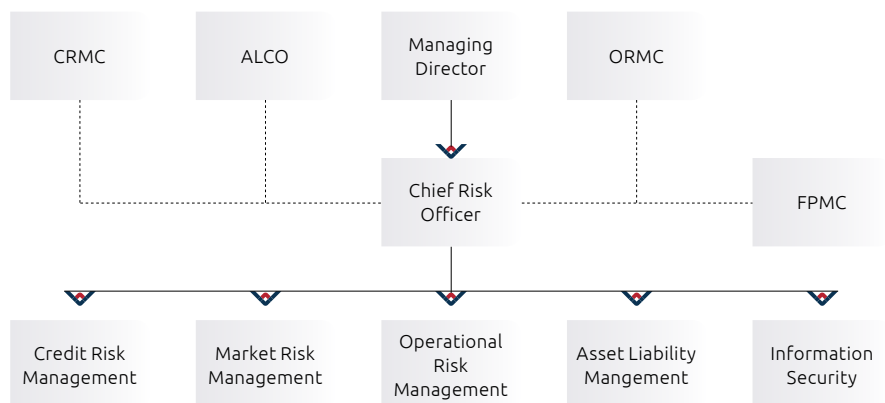 CRMC
ALCO
Managing
Director
ORMC
Chief Risk
Officer
FPMC
Credit Risk
Management
Market Risk
Management
Operational
Risk
Management
Asset Liability
Mangement
Information
Security